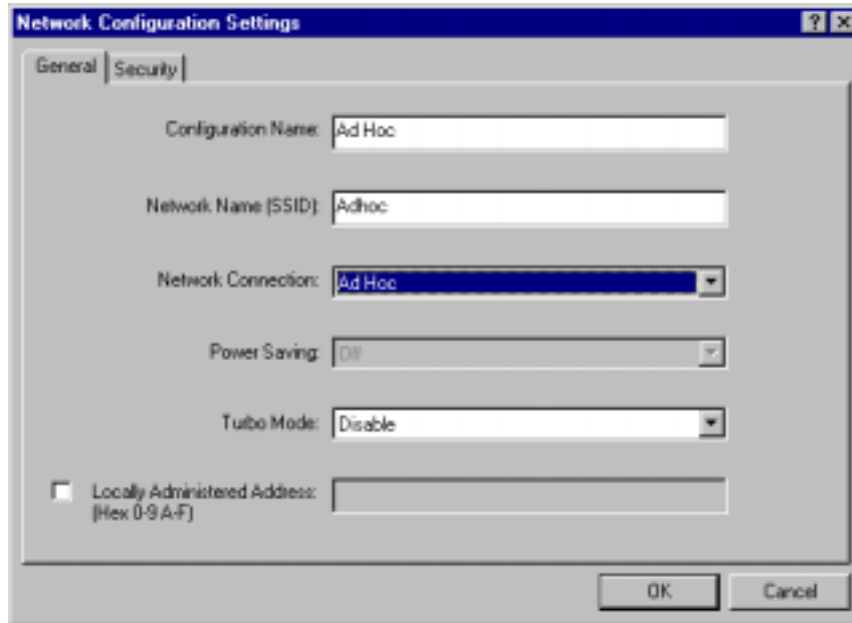 Network Configuration Settings
General Security
Configuration Name: Ad Hoc
Network Name (SSID): Adhoc
Network Connection: Ad Hoc
Power Saving: Off
Turbo Mode: Disable
Locally Administered Address:
(Hex 0-9 A-F)
OK Cancel